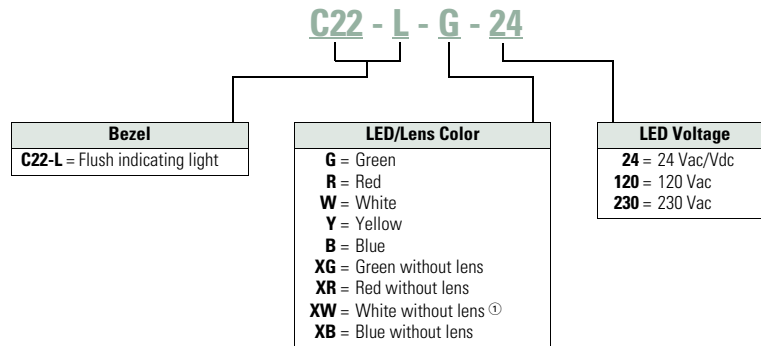 C22 - L - G - 24
Bezel
C22-L = Flush indicating light
LED/Lens Color
G = Green
R = Red
W = White
Y = Yellow
B = Blue
XG = Green without lens
XR = Red without lens
XW = White without lens ①
XB = Blue without lens
LED Voltage
24 = 24 Vac/Vdc
120 = 120 Vac
230 = 230 Vac